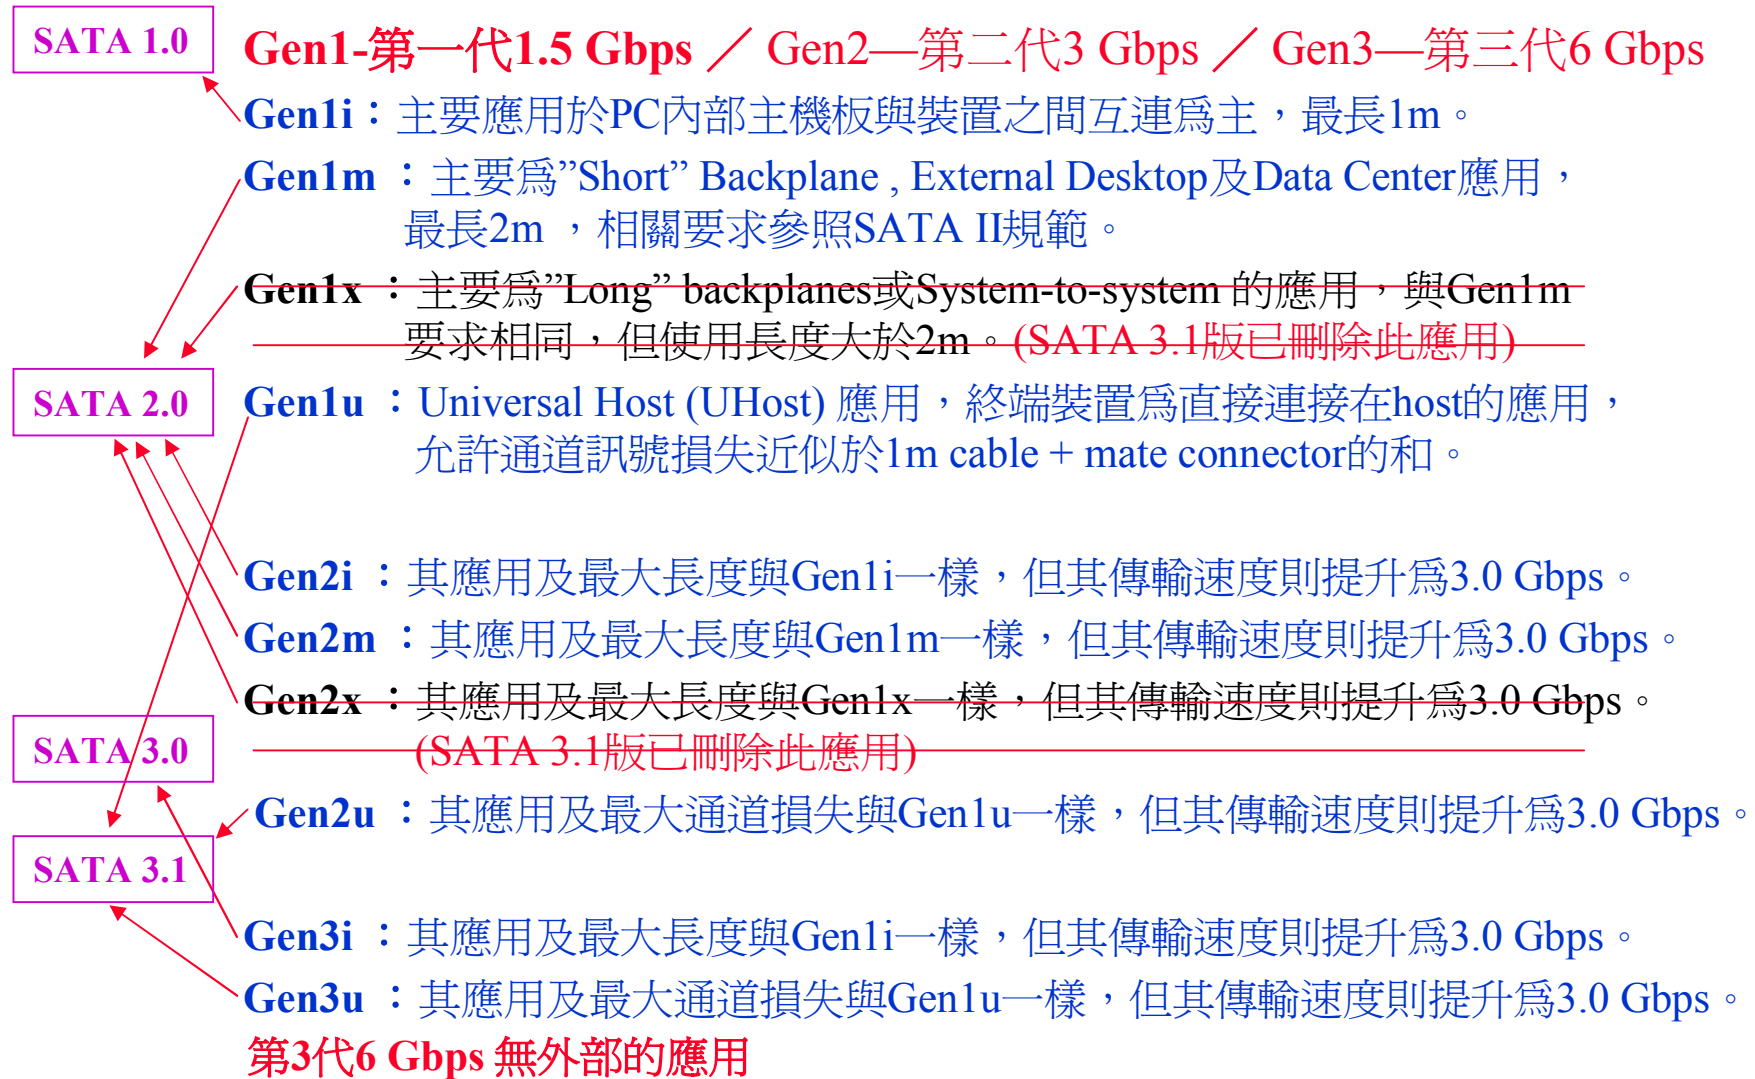 SATA 1.0
Gen1-第一代1.5 Gbps ／ Gen2—第二代3 Gbps ／ Gen3—第三代6 Gbps
Gen1i：主要應用於PC內部主機板與裝置之間互連爲主，最長1m。
Gen1m ：主要爲”Short” Backplane , External Desktop及Data Center應用，
最長2m ，相關要求參照SATA II規範。
Gen1x ：主要爲”Long” backplanes或System-to-system 的應用，與Gen1m
要求相同，但使用長度大於2m。(SATA 3.1版已刪除此應用)
SATA 2.0
Gen1u ：Universal Host (UHost) 應用，終端裝置爲直接連接在host的應用，
允許通道訊號損失近似於1m cable + mate connector的和。
Gen2i ：其應用及最大長度與Gen1i一樣，但其傳輸速度則提升爲3.0 Gbps。
Gen2m ：其應用及最大長度與Gen1m一樣，但其傳輸速度則提升爲3.0 Gbps。
Gen2x ：其應用及最大長度與Gen1x一樣，但其傳輸速度則提升爲3.0 Gbps。
SATA 3.0
(SATA 3.1版已刪除此應用)
Gen2u ：其應用及最大通道損失與Gen1u一樣，但其傳輸速度則提升爲3.0 Gbps。
SATA 3.1
Gen3i ：其應用及最大長度與Gen1i一樣，但其傳輸速度則提升爲3.0 Gbps。
Gen3u ：其應用及最大通道損失與Gen1u一樣，但其傳輸速度則提升爲3.0 Gbps。
第3代6 Gbps 無外部的應用